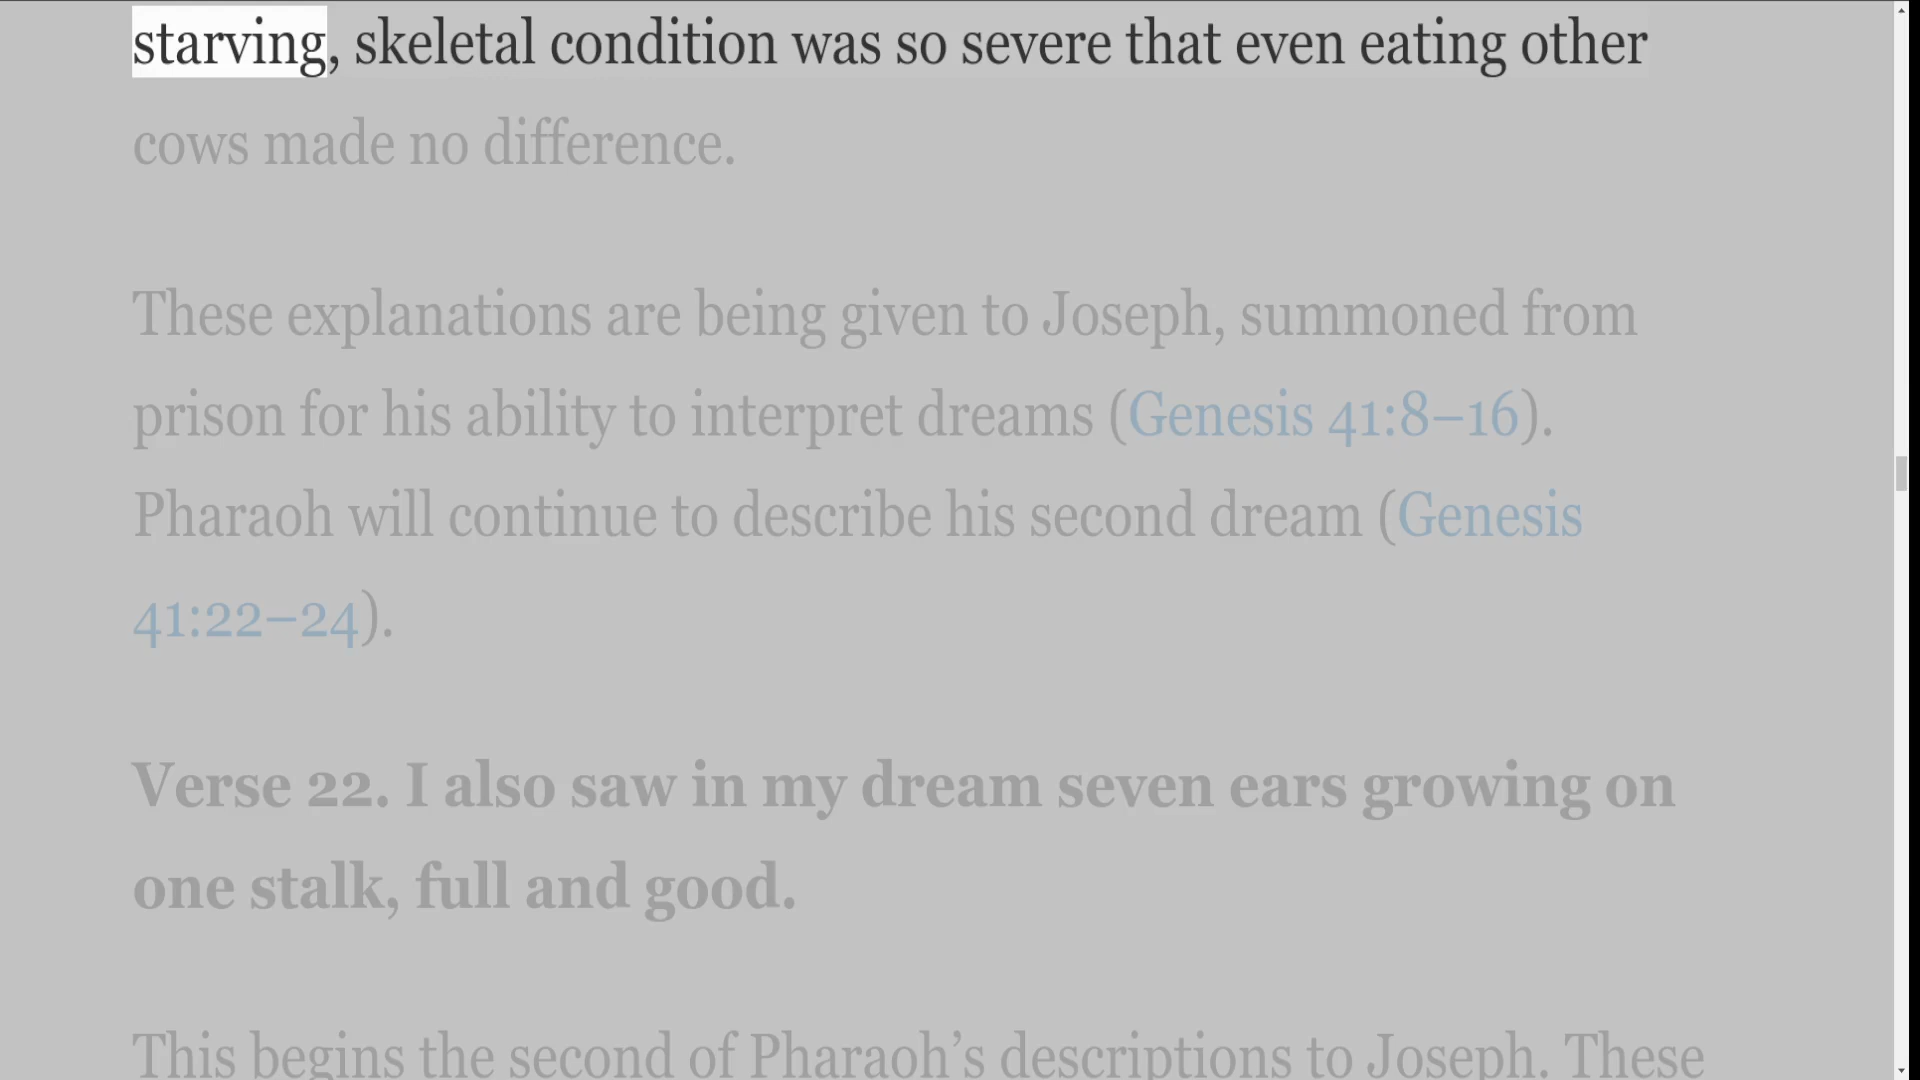 starving, skeletal condition was so severe that even eating other
cows made no difference.
These explanations are being given to Joseph, summoned from
prison for his ability to interpret dreams (Genesis 41:8–16).
Pharaoh will continue to describe his second dream (Genesis
41:22–24).
Verse 22. I also saw in my dream seven ears growing on
one stalk, full and good.
This begins the second of Pharaoh’s descriptions to Joseph. These